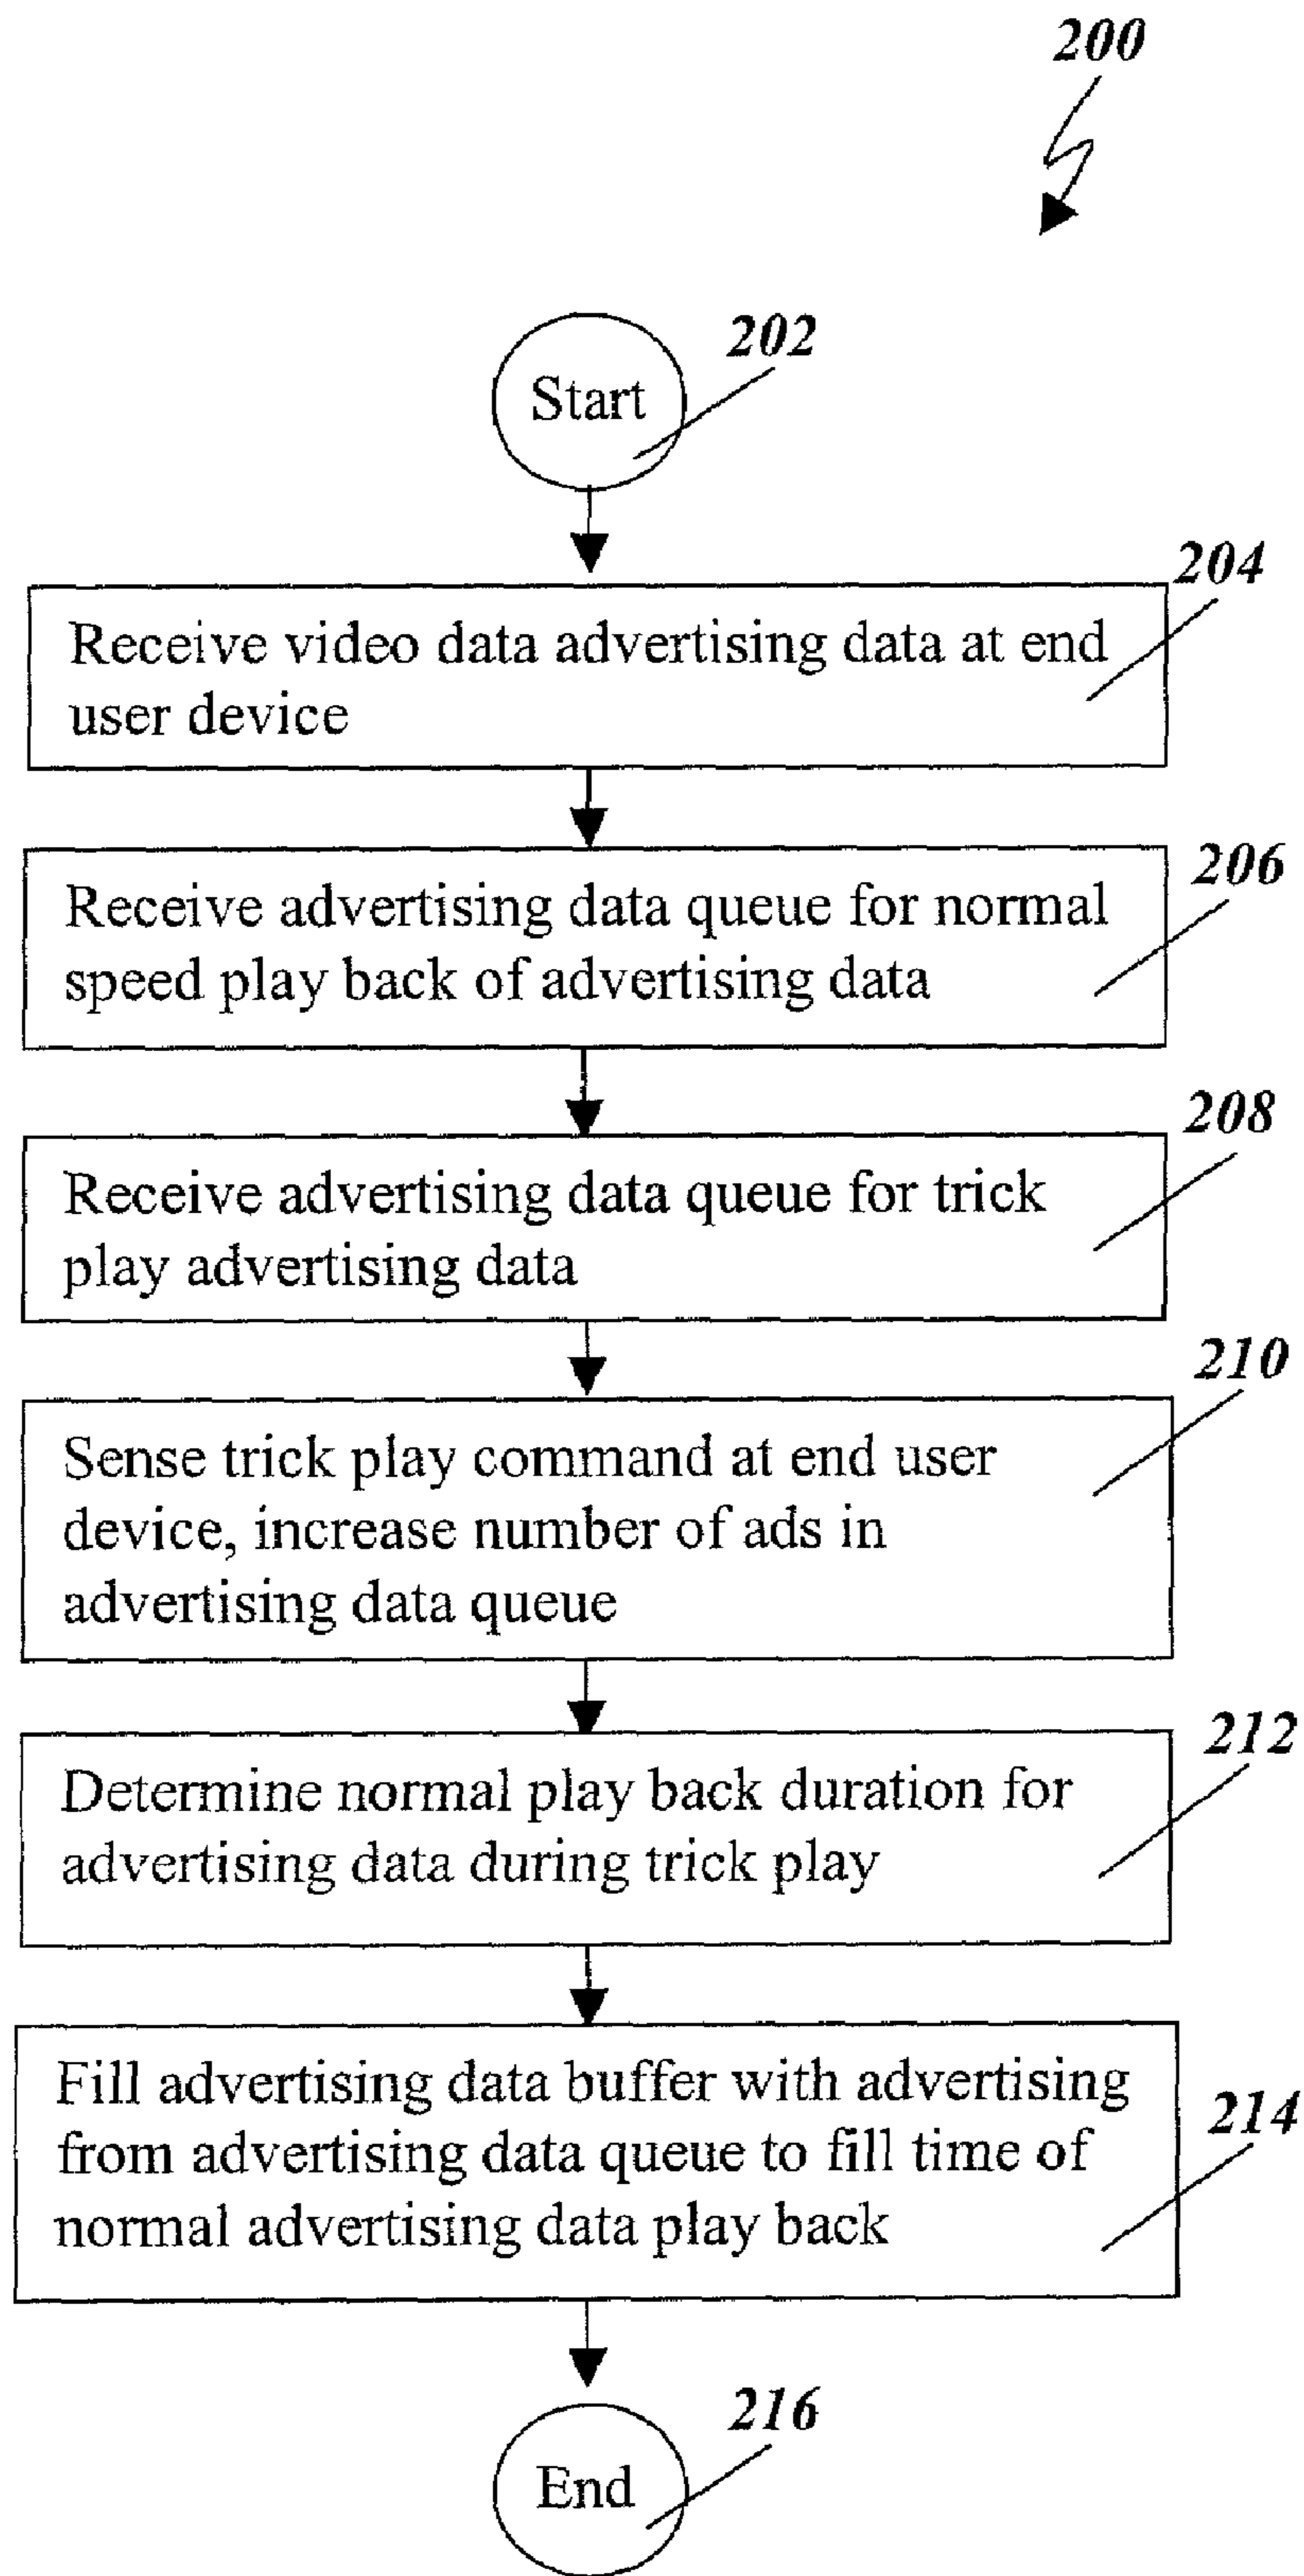 200
202
Start
204
Receive video data advertising data at end
user device
206
Receive advertising data queue for normal
speed play back of advertising data
208
Receive advertising data queue for trick
play advertising data
210
Sense trick play command at end user
device, increase number of ads in
advertising data queue
212
Determine normal play back duration for
advertising data during trick play
214
Fill advertising data buffer with advertising
from advertising data queue to fill time of
normal advertising data play back
216
End